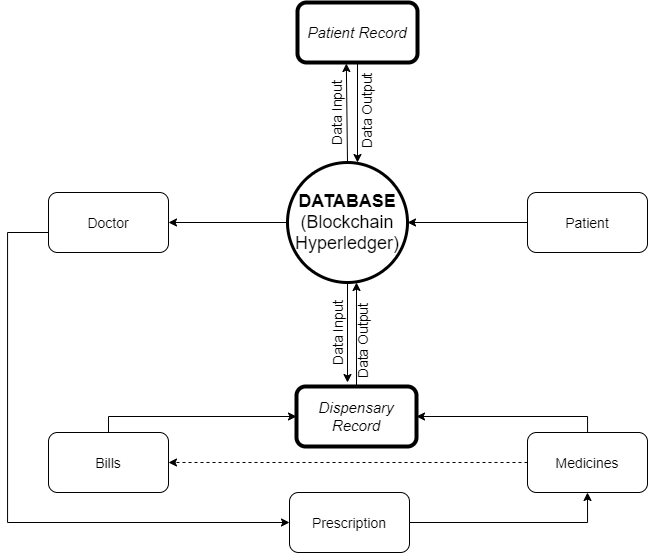 Patient Record
Data Input
Data Output
DATABASE
(Blockchain
Hyperledger)
Doctor
Patient
Data Input
Data Output
Dispensary
Record
Bills
Medicines
Prescription